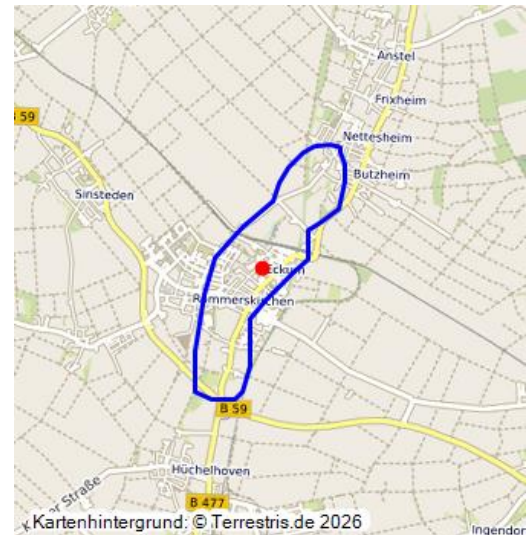 Anstel
Frixheim
B 59
Nettesheim
Butzheim
Sinsteden
Eckum
Rommerskirchen
B 59
Hüchelhoven
B 477
Straße
Ingendor
Kartenhintergrund: © Terrestris.de 2026